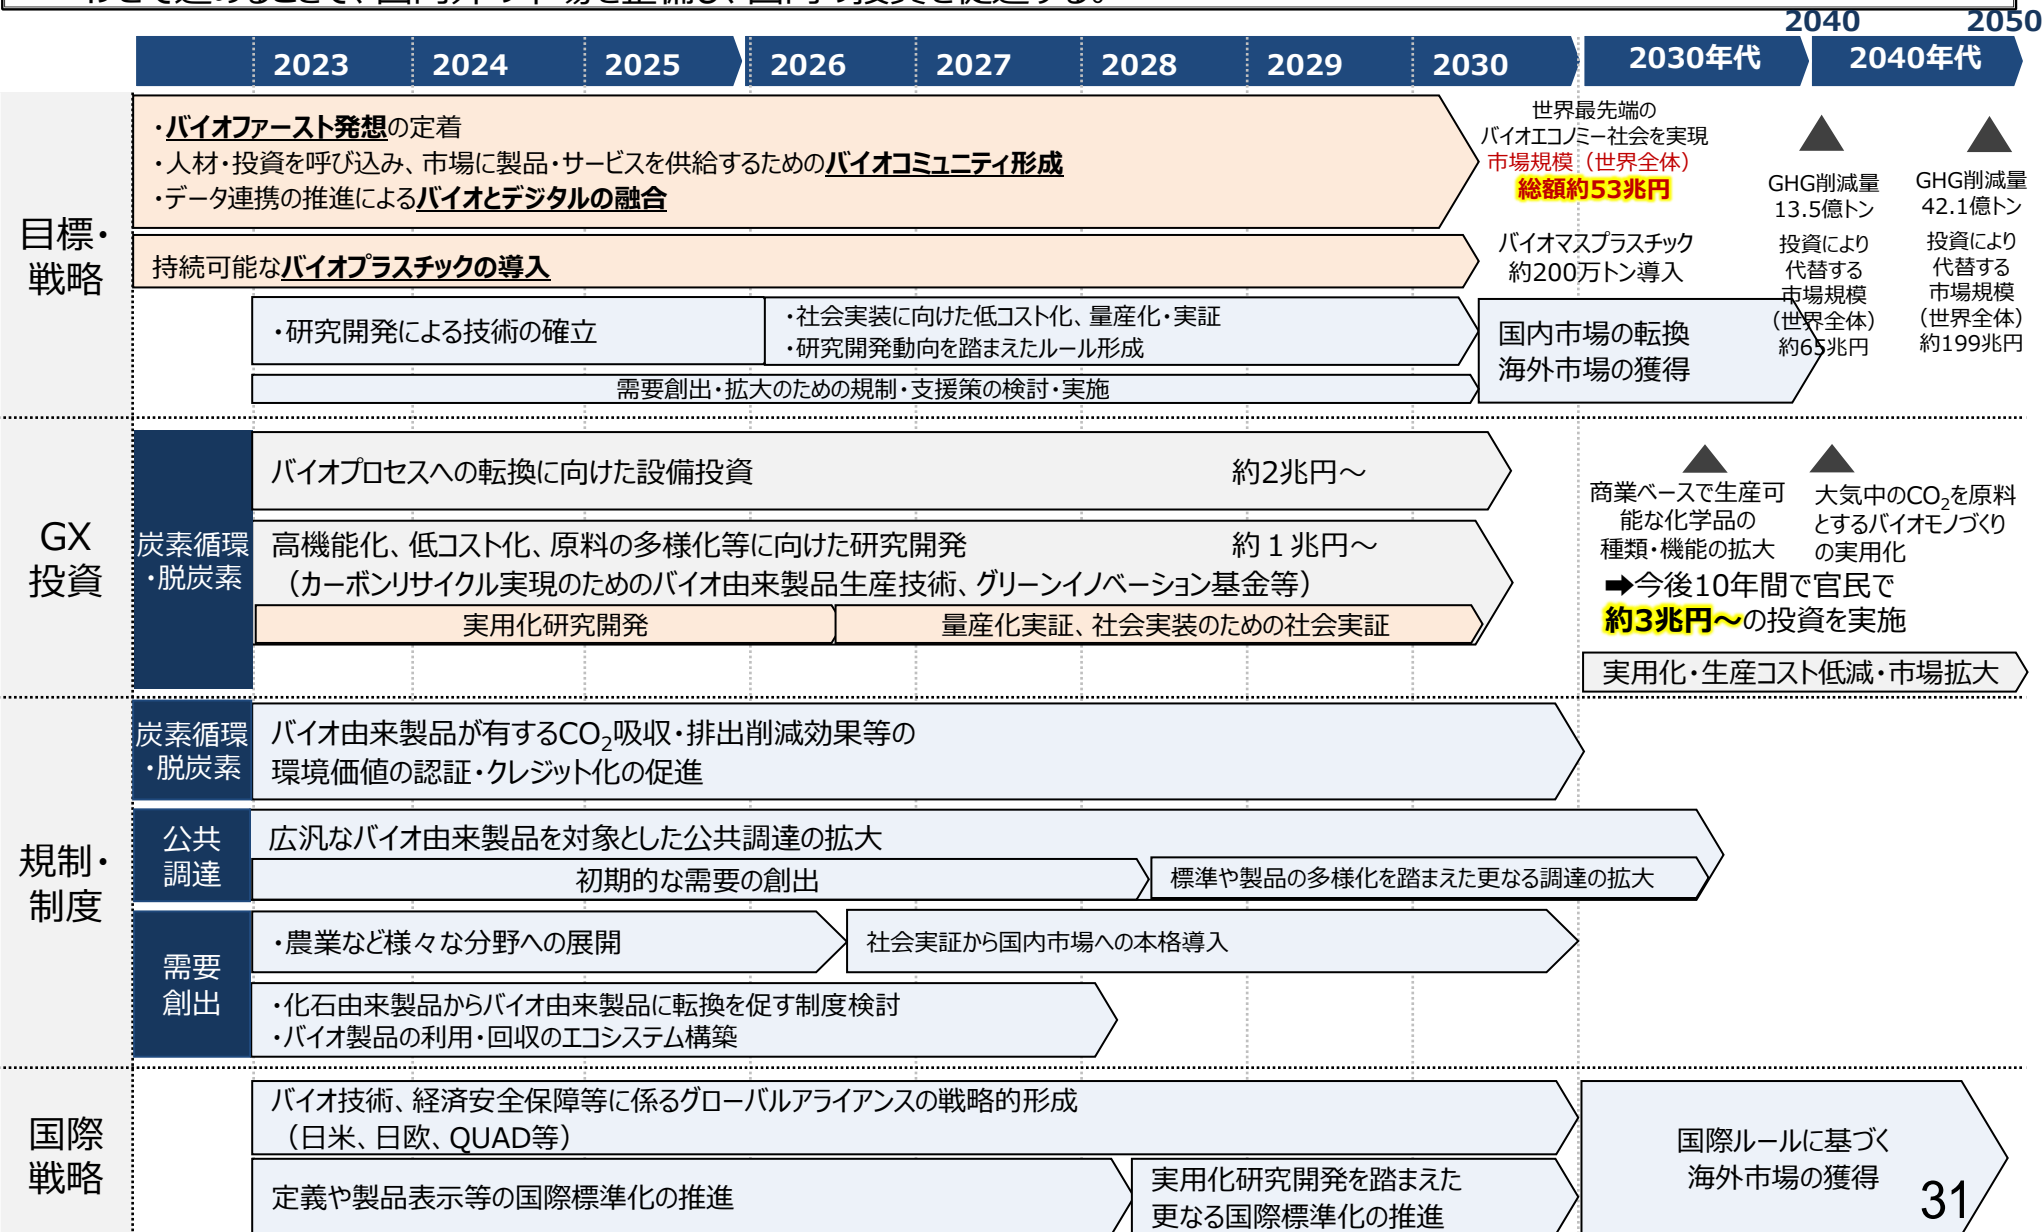 2040 2050
2023 2024 2025 2026 2027 2028 2029 2030 2030年代 2040年代
目標・
戦略
・バイオファースト発想の定着
・人材・投資を呼び込み、市場に製品・サービスを供給するためのバイオコミュニティ形成
・データ連携の推進によるバイオとデジタルの融合
世界最先端の
バイオエコノミー社会を実現
市場規模（世界全体）
総額約53兆円
GHG削減量
13.5億トン
投資により
代替する
市場規模
（世界全体）
約65兆円
GHG削減量
42.1億トン
投資により
代替する
市場規模
（世界全体）
約199兆円
持続可能なバイオプラスチックの導入
バイオマスプラスチック
約200万トン導入
・研究開発による技術の確立
・社会実装に向けた低コスト化、量産化・実証
・研究開発動向を踏まえたルール形成
国内市場の転換
海外市場の獲得
需要創出・拡大のための規制・支援策の検討・実施
GX
投資
炭素循環
・脱炭素
バイオプロセスへの転換に向けた設備投資 約2兆円～
高機能化、低コスト化、原料の多様化等に向けた研究開発 約１兆円～
（カーボンリサイクル実現のためのバイオ由来製品生産技術、グリーンイノベーション基金等）
実用化研究開発
量産化実証、社会実装のための社会実証
商業ベースで生産可
能な化学品の
種類・機能の拡大
大気中のCO2を原料
とするバイオモノづくり
の実用化
➡今後10年間で官民で
約3兆円～の投資を実施
実用化・生産コスト低減・市場拡大
規制・
制度
炭素循環
・脱炭素
バイオ由来製品が有するCO2吸収・排出削減効果等の
環境価値の認証・クレジット化の促進
公共
調達
広汎なバイオ由来製品を対象とした公共調達の拡大
初期的な需要の創出
標準や製品の多様化を踏まえた更なる調達の拡大
需要
創出
・農業など様々な分野への展開
社会実証から国内市場への本格導入
・化石由来製品からバイオ由来製品に転換を促す制度検討
・バイオ製品の利用・回収のエコシステム構築
国際
戦略
バイオ技術、経済安全保障等に係るグローバルアライアンスの戦略的形成
（日米、日欧、QUAD等）
定義や製品表示等の国際標準化の推進
実用化研究開発を踏まえた
更なる国際標準化の推進
国際ルールに基づく
海外市場の獲得
31